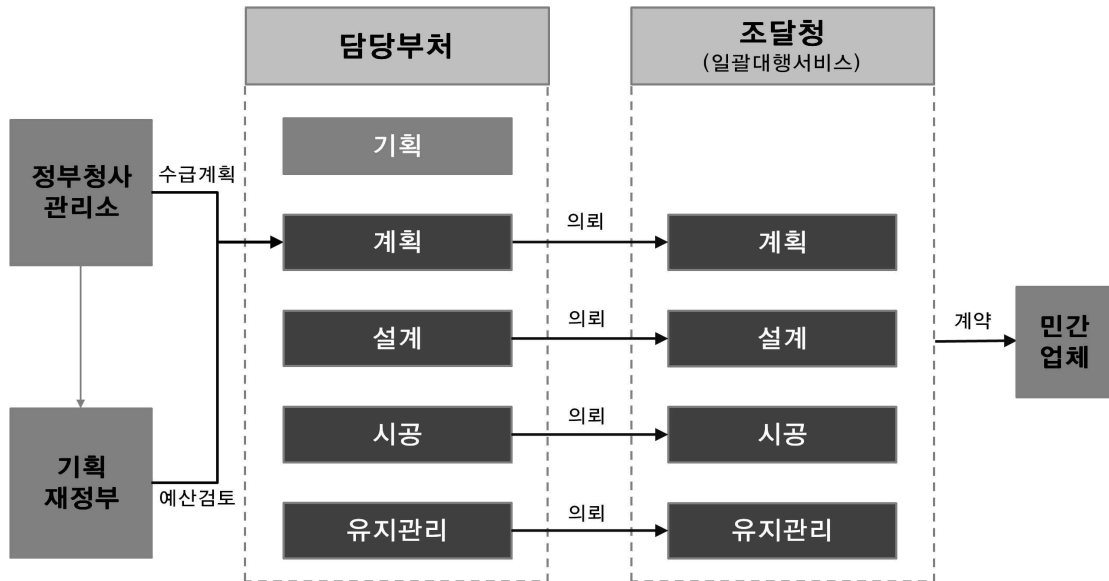 담당부처
조달청
(일괄대행서비스)
정부청사
관리소
수급계획
기획
재정부
예산검토
기획
계획
의뢰
계획
설계
의뢰
설계
시공
의뢰
시공
유지관리
의뢰
유지관리
계약
민간
업체